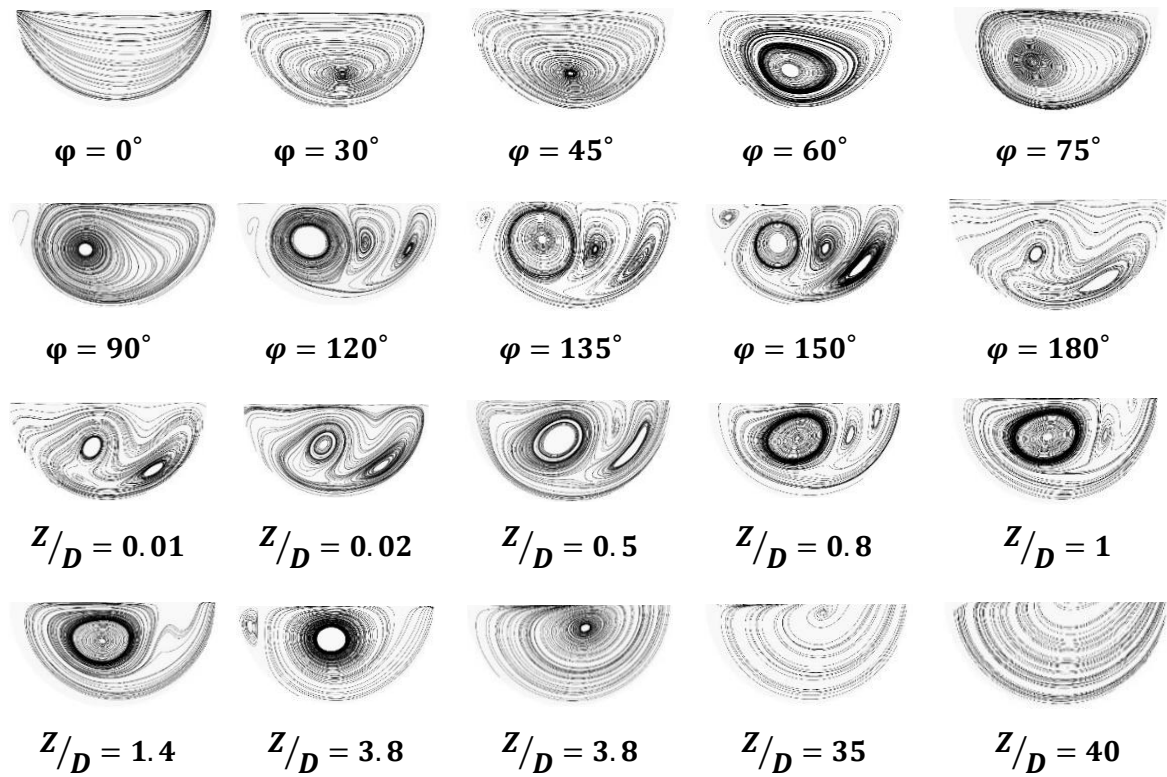 φ = 0°
φ = 30°
φ = 45°
φ = 60°
φ = 75°
φ = 90°
φ = 120°
φ = 135°
φ = 150°
φ = 180°
Z/D = 0.01
Z/D = 0.02
Z/D = 0.5
Z/D = 0.8
Z/D = 1
Z/D = 1.4
Z/D = 3.8
Z/D = 3.8
Z/D = 35
Z/D = 40